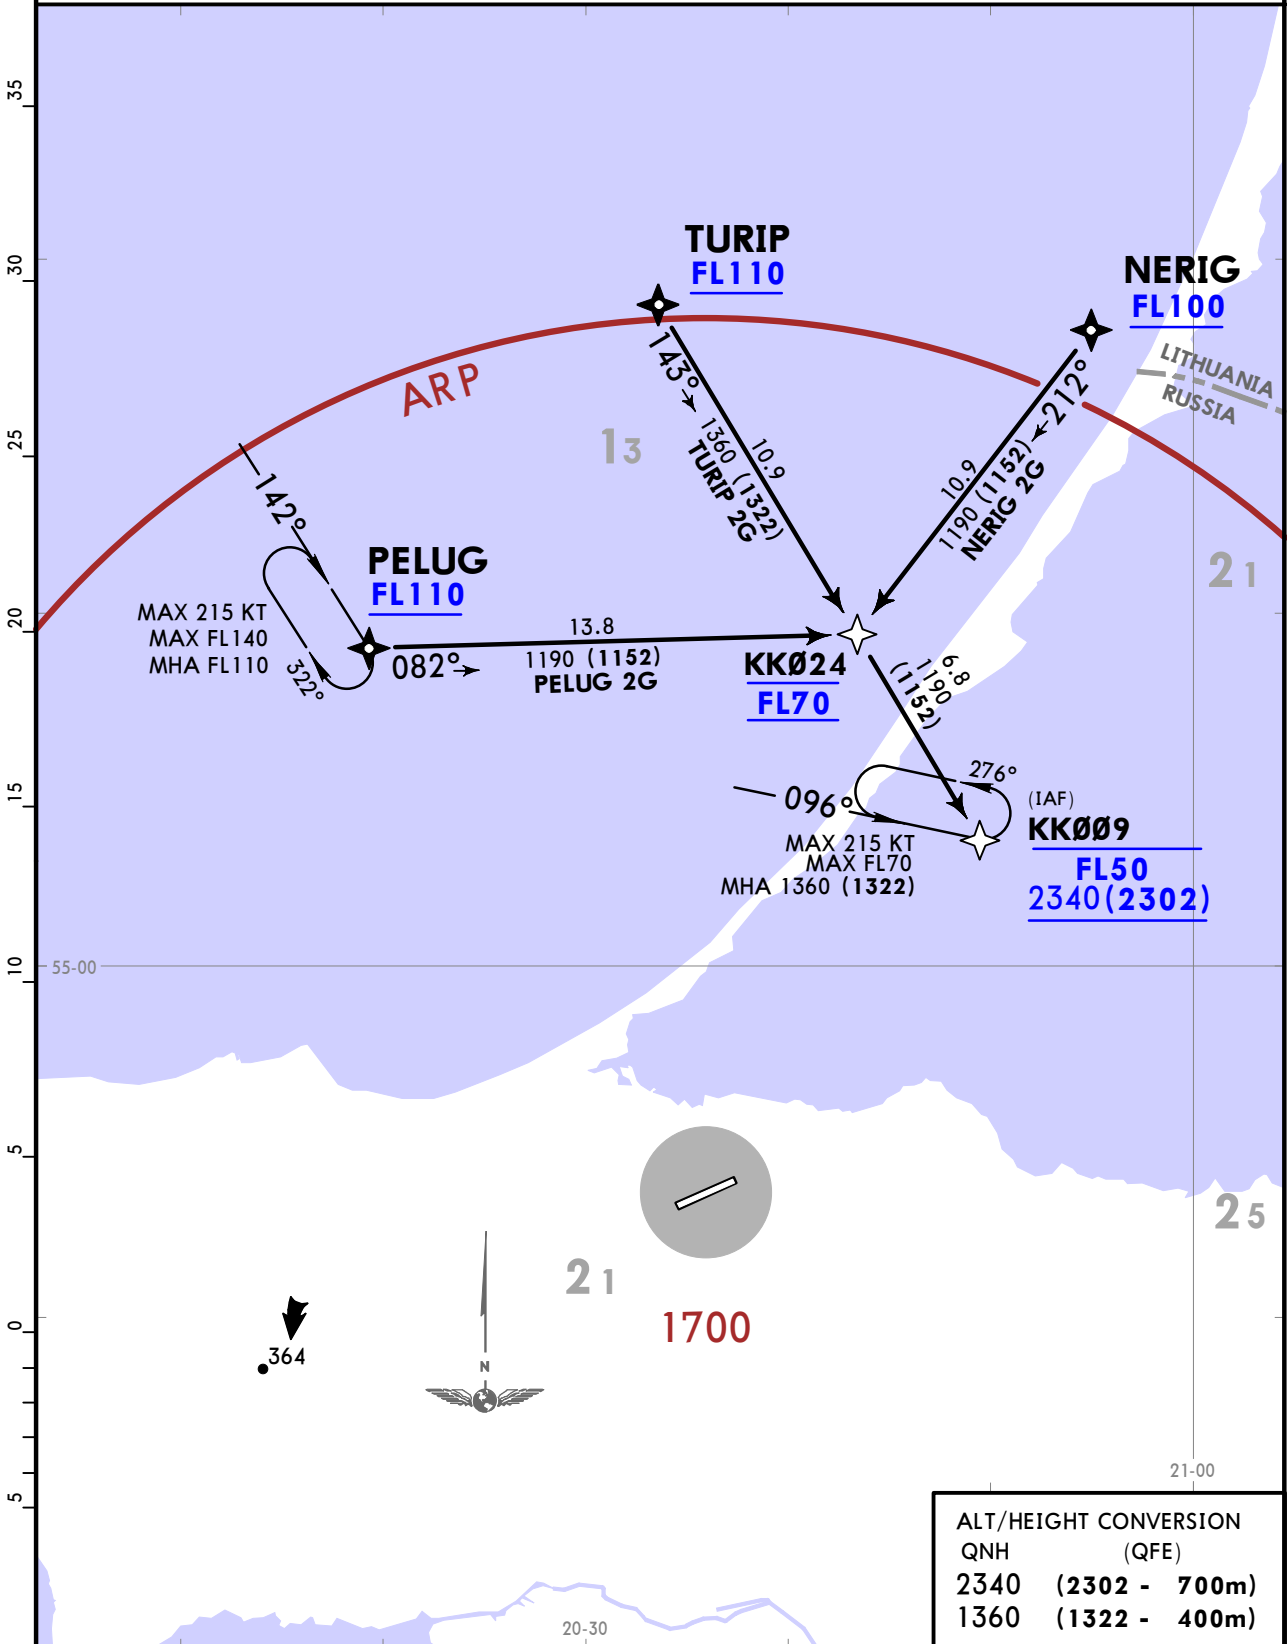 35
30
25
20
15
10
5
0
5
TURIP
FL110
NERIG
FL100
LITHUANIA
RUSSIA
ARP
143°
1360 (1322)
TURIP 2G
10.9
212°
10.9
1190 (1152)
NERIG 2G
13
142°
PELUG
FL110
MAX 215 KT
MAX FL140
MHA FL110
322°
082°
13.8
1190 (1152)
PELUG 2G
21
KKØ24
FL70
6.8
1190
(1152)
276°
096°
(IAF)
KKØØ9
FL50
2340(2302)
MAX 215 KT
MAX FL70
MHA 1360 (1322)
55-00
25
21
1700
364
N
21-00
20-30
ALT/HEIGHT CONVERSION
QNH (QFE)
2340 (2302 - 700m)
1360 (1322 - 400m)